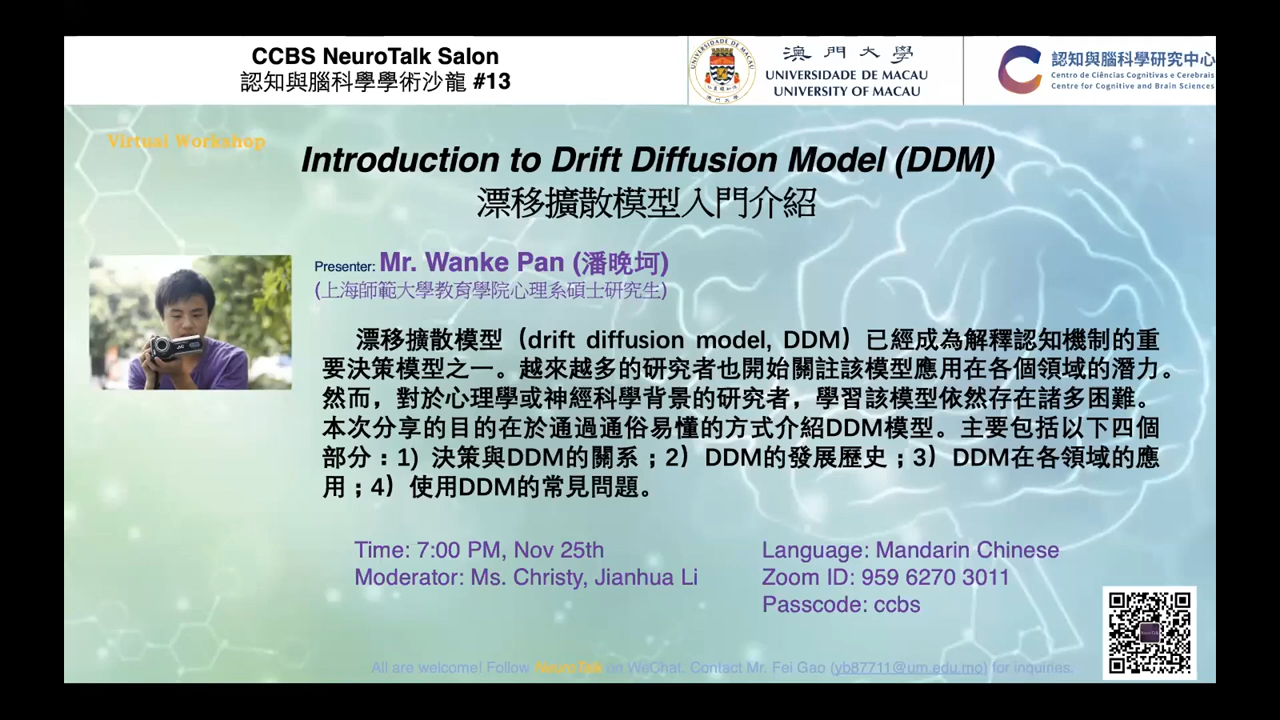 CCBS NeuroTalk Salon
認知與腦科學學術沙龍 #13
澳門大學
UNIVERSIDADE DE MACAU
UNIVERSITY OF MACAU
認知與腦科學研究中心
Centro de Ciências Cognitivas e Cerebrais
Centre for Cognitive and Brain Sciences
Virtual Workshop
Introduction to Drift Diffusion Model (DDM)
漂移擴散模型入門介紹
Presenter: Mr. Wanke Pan (潘晚坷)
(上海師範大學教育學院心理系碩士研究生)
漂移擴散模型（drift diffusion model, DDM）已經成為解釋認知機制的重
要決策模型之一。越來越多的研究者也開始關註該模型應用在各個領域的潛力。
然而，對於心理學或神經科學背景的研究者，學習該模型依然存在諸多困難。
本次分享的目的在於通過通俗易懂的方式介紹DDM模型。主要包括以下四個
部分：1) 決策與DDM的關系；2）DDM的發展歷史；3）DDM在各領域的應
用；4）使用DDM的常見問題。
Time: 7:00 PM, Nov 25th
Moderator: Ms. Christy, Jianhua Li
Language: Mandarin Chinese
Zoom ID: 959 6270 3011
Passcode: ccbs
All are welcome! Follow NeuroTalk on WeChat. Contact Mr. Fei Gao (yb87711@um.edu.mo) for inquiries.